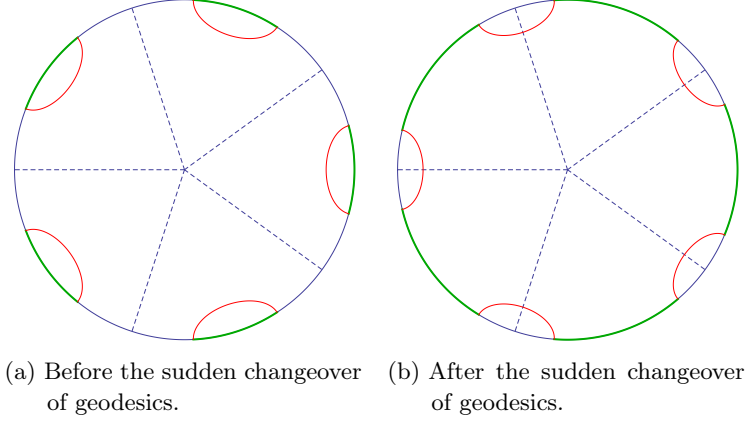 (a) Before the sudden changeover
of geodesics.
(b) After the sudden changeover
of geodesics.